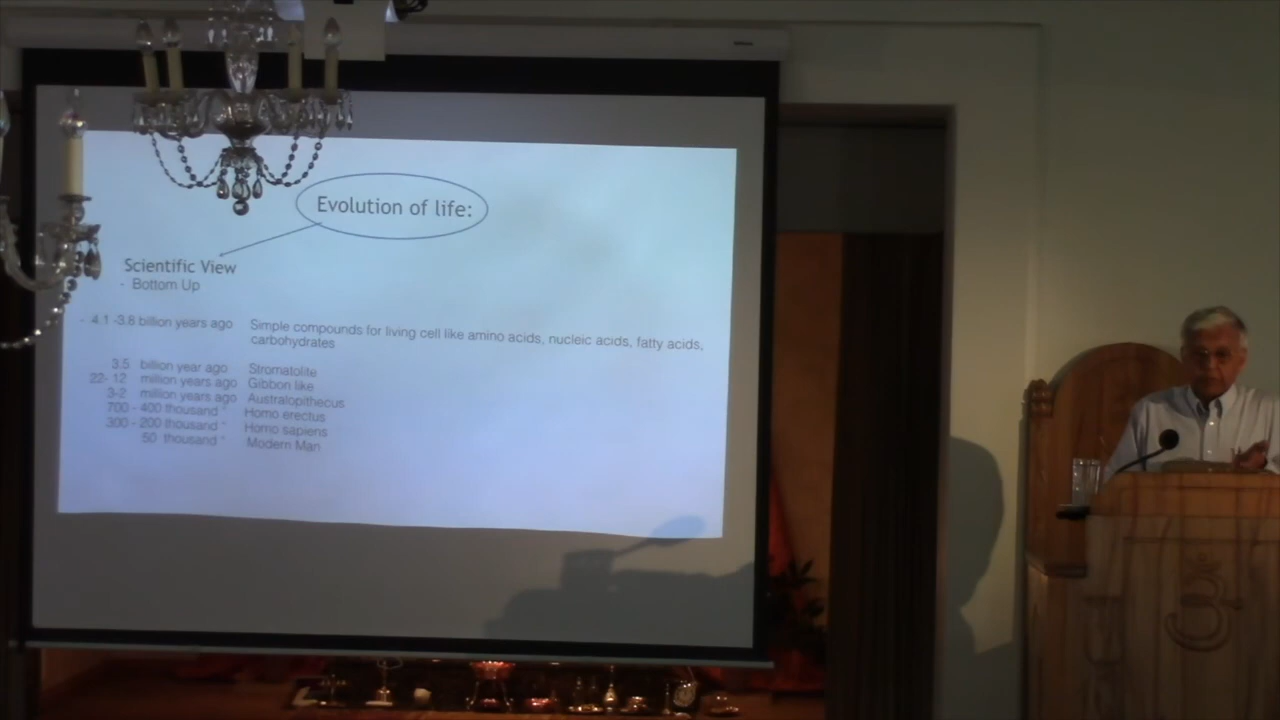 Evolution of life:
Scientific View
- Bottom Up
- 4.1 -3.8 billion years ago Simple compounds for living cell like amino acids, nucleic acids, fatty acids,
carbohydrates
3.5 billion year ago Stromatolite
22- 12 million years ago Gibbon like
3-2 million years ago Australopithecus
700 - 400 thousand " Homo erectus
300 - 200 thousand " Homo sapiens
50 thousand " Modern Man
ॐ